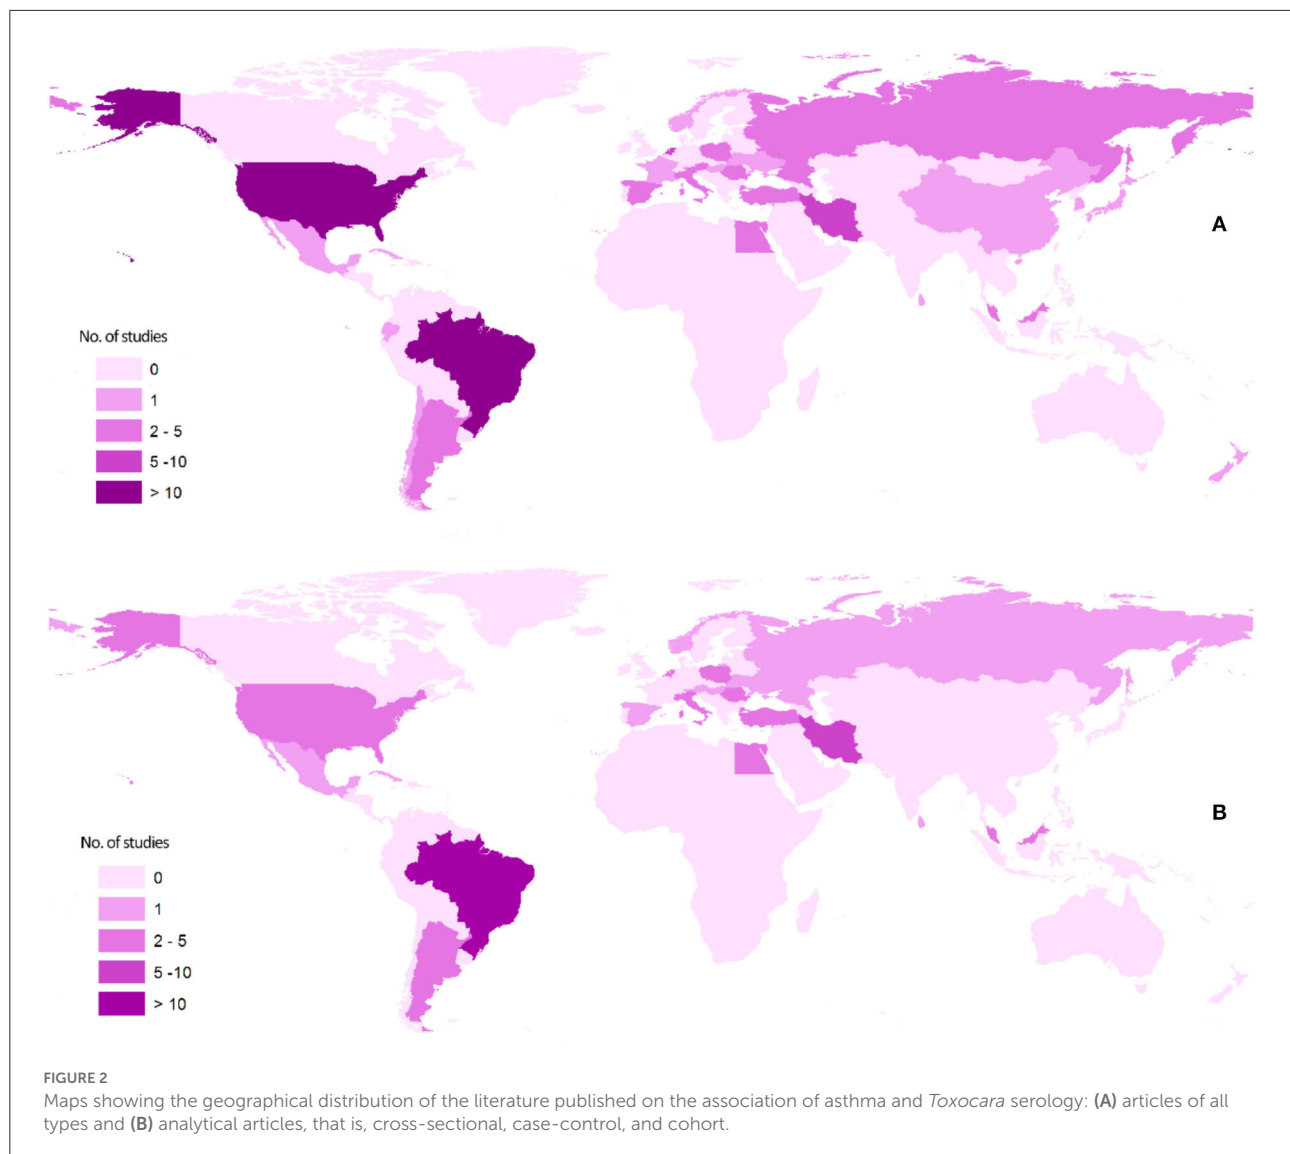 A
No. of studies
0
1
2 - 5
5 -10
> 10
B
No. of studies
0
1
2 - 5
5 -10
> 10
FIGURE 2
Maps showing the geographical distribution of the literature published on the association of asthma and Toxocara serology: (A) articles of all
types and (B) analytical articles, that is, cross-sectional, case-control, and cohort.